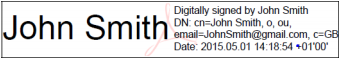 John Smith
Digitally signed by John Smith
DN: cn=John Smith, o, ou,
email=JohnSmith@gmail.com, c=GB
Date: 2015.05.01 14:18:54 +01'00'